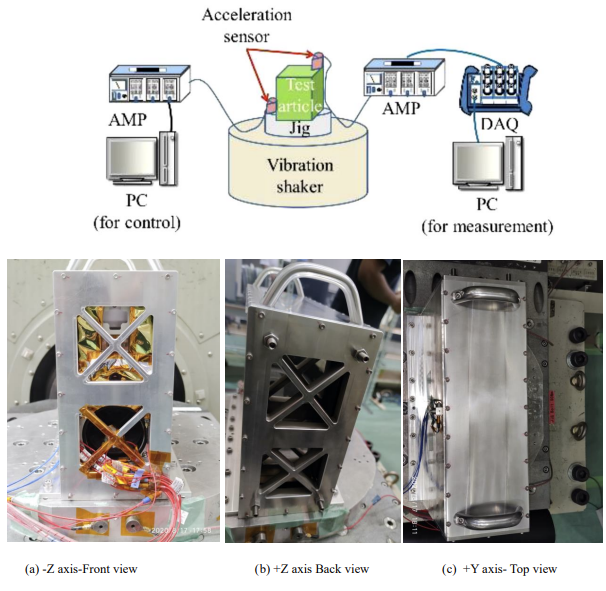 Acceleration
sensor
Test
article
Jig
AMP
AMP
DAQ
Vibration
shaker
PC
(for control)
PC
(for measurement)
(a) -Z axis-Front view
(b) +Z axis Back view
(c) +Y axis- Top view